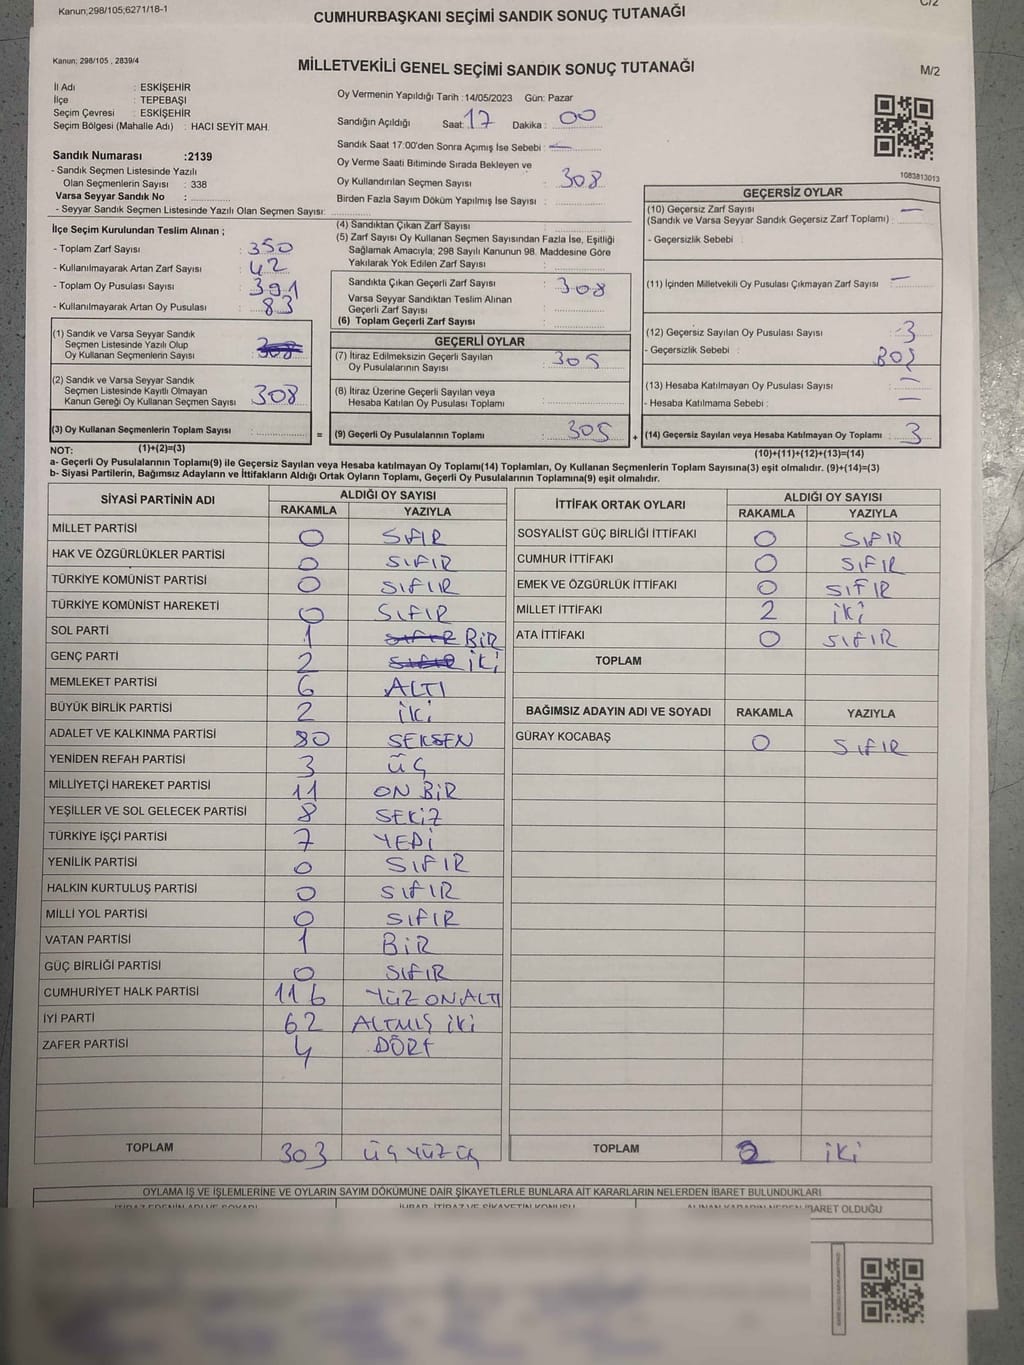 Kanun;298/105;6271/18-1
CUMHURBAŞKANI SEÇİMİ SANDIK SONUÇ TUTANAĞI
C/2
Kanun; 298/105 , 2839/4
MİLLETVEKİLİ GENEL SEÇİMİ SANDIK SONUÇ TUTANAĞI
M/2
İl Adı : ESKİŞEHİR
İlçe : TEPEBAŞI
Seçim Çevresi : ESKİŞEHİR
Seçim Bölgesi (Mahalle Adı) : HACI SEYİT MAH.
Sandık Numarası :2139
- Sandık Seçmen Listesinde Yazılı
Olan Seçmenlerin Sayısı : 338
Varsa Seyyar Sandık No :
- Seyyar Sandık Seçmen Listesinde Yazılı Olan Seçmen Sayısı:
Oy Vermenin Yapıldığı Tarih :14/05/2023 Gün: Pazar
Sandığın Açıldığı Saat: 17 Dakika : 00
Sandık Saat 17:00'den Sonra Açımış İse Sebebi : —
Oy Verme Saati Bitiminde Sırada Bekleyen ve
Oy Kullandırılan Seçmen Sayısı : 308
Birden Fazla Sayım Döküm Yapılmış İse Sayısı :
1083813013
İlçe Seçim Kurulundan Teslim Alınan ;
- Toplam Zarf Sayısı : 350
- Kullanılmayarak Artan Zarf Sayısı : 42
- Toplam Oy Pusulası Sayısı : 391
- Kullanılmayarak Artan Oy Pusulası : 83
(1) Sandık ve Varsa Seyyar Sandık
Seçmen Listesinde Yazılı Olup
Oy Kullanan Seçmenlerin Sayısı : 308
(2) Sandık ve Varsa Seyyar Sandık
Seçmen Listesinde Kayıtlı Olmayan
Kanun Gereği Oy Kullanan Seçmen Sayısı : 308
(3) Oy Kullanan Seçmenlerin Toplam Sayısı :
(4) Sandıktan Çıkan Zarf Sayısı :
(5) Zarf Sayısı Oy Kullanan Seçmen Sayısından Fazla İse, Eşitliği
Sağlamak Amacıyla; 298 Sayılı Kanunun 98. Maddesine Göre
Yakılarak Yok Edilen Zarf Sayısı :
Sandıkta Çıkan Geçerli Zarf Sayısı : 308
Varsa Seyyar Sandıktan Teslim Alınan
Geçerli Zarf Sayısı :
(6) Toplam Geçerli Zarf Sayısı :
GEÇERLİ OYLAR
(7) İtiraz Edilmeksizin Geçerli Sayılan
Oy Pusulalarının Sayısı : 305
(8) İtiraz Üzerine Geçerli Sayılan veya
Hesaba Katılan Oy Pusulası Toplamı :
= (9) Geçerli Oy Pusulalarının Toplamı : 305
GEÇERSİZ OYLAR
(10) Geçersiz Zarf Sayısı : —
(Sandık ve Varsa Seyyar Sandık Geçersiz Zarf Toplamı)
- Geçersizlik Sebebi :
(11) İçinden Milletvekili Oy Pusulası Çıkmayan Zarf Sayısı : —
(12) Geçersiz Sayılan Oy Pusulası Sayısı : 3
- Geçersizlik Sebebi :
(13) Hesaba Katılmayan Oy Pusulası Sayısı : —
- Hesaba Katılmama Sebebi : —
+ (14) Geçersiz Sayılan veya Hesaba Katılmayan Oy Toplamı : 3
NOT: (1)+(2)=(3)
(10)+(11)+(12)+(13)=(14)
a- Geçerli Oy Pusulalarının Toplamı(9) ile Geçersiz Sayılan veya Hesaba katılmayan Oy Toplamı(14) Toplamları, Oy Kullanan Seçmenlerin Toplam Sayısına(3) eşit olmalıdır. (9)+(14)=(3)
b- Siyasi Partilerin, Bağımsız Adayların ve İttifakların Aldığı Ortak Oyların Toplamı, Geçerli Oy Pusulalarının Toplamına(9) eşit olmalıdır.
SİYASİ PARTİNİN ADI ALDIĞI OY SAYISI
RAKAMLA YAZIYLA
MİLLET PARTİSİ 0 SIFIR
HAK VE ÖZGÜRLÜKLER PARTİSİ 0 SIFIR
TÜRKİYE KOMÜNİST PARTİSİ 0 SIFIR
TÜRKİYE KOMÜNİST HAREKETİ 0 SIFIR
SOL PARTİ 1 SIFIR BİR
GENÇ PARTİ 2 SIFIR İKİ
MEMLEKET PARTİSİ 6 ALTI
BÜYÜK BİRLİK PARTİSİ 2 İKİ
ADALET VE KALKINMA PARTİSİ 80 SEKSEN
YENİDEN REFAH PARTİSİ 3 ÜÇ
MİLLİYETÇİ HAREKET PARTİSİ 11 ON BİR
YEŞİLLER VE SOL GELECEK PARTİSİ 8 SEKİZ
TÜRKİYE İŞÇİ PARTİSİ 7 YEDİ
YENİLİK PARTİSİ 0 SIFIR
HALKIN KURTULUŞ PARTİSİ 0 SIFIR
MİLLİ YOL PARTİSİ 0 SIFIR
VATAN PARTİSİ 1 BİR
GÜÇ BİRLİĞİ PARTİSİ 0 SIFIR
CUMHURİYET HALK PARTİSİ 116 YÜZ ONALTI
İYİ PARTİ 62 ALTMIŞ İKİ
ZAFER PARTİSİ 4 DÖRT
TOPLAM 303 ÜÇ YÜZ ÜÇ
İTTİFAK ORTAK OYLARI ALDIĞI OY SAYISI
RAKAMLA YAZIYLA
SOSYALİST GÜÇ BİRLİĞİ İTTİFAKI 0 SIFIR
CUMHUR İTTİFAKI 0 SIFIR
EMEK VE ÖZGÜRLÜK İTTİFAKI 0 SIFIR
MİLLET İTTİFAKI 2 İKİ
ATA İTTİFAKI 0 SIFIR
TOPLAM
BAĞIMSIZ ADAYIN ADI VE SOYADI RAKAMLA YAZIYLA
GÜRAY KOCABAŞ 0 SIFIR
TOPLAM 2 İKİ
OYLAMA İŞ VE İŞLEMLERİNE VE OYLARIN SAYIM DÖKÜMÜNE DAİR ŞİKAYETLERLE BUNLARA AİT KARARLARIN NELERDEN İBARET BULUNDUKLARI